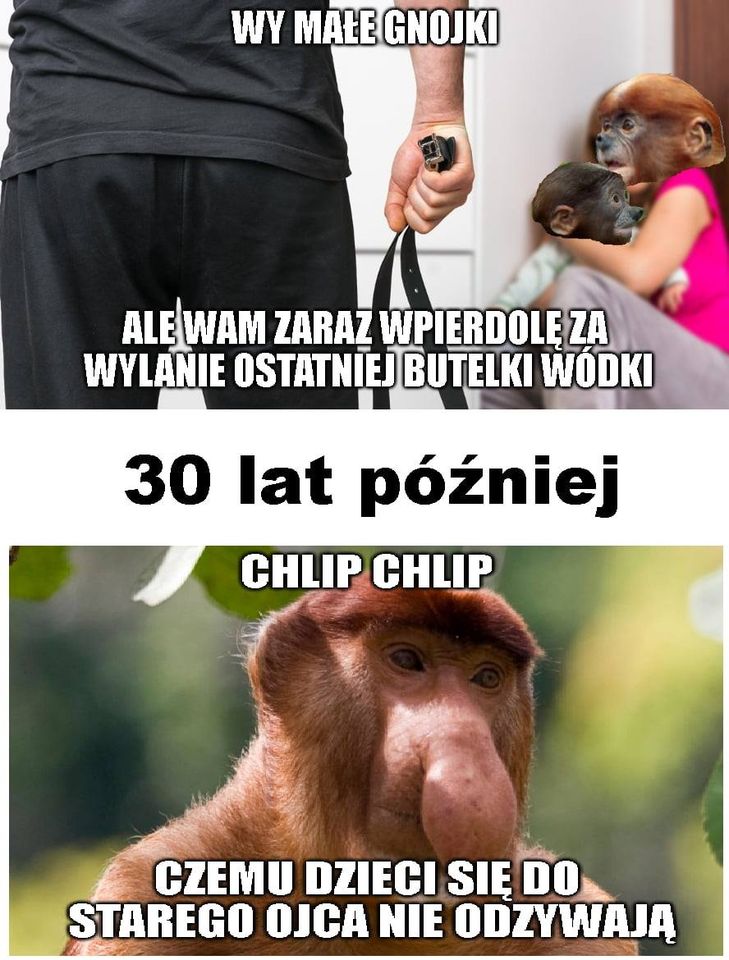 WY MAŁE GNOJKI
ALE WAM ZARAZ WPIERDOLĘ ZA
WYLANIE OSTATNIEJ BUTELKI WÓDKI
30 lat później
CHLIP CHLIP
CZEMU DZIECI SIĘ DO
STAREGO OJCA NIE ODZYWAJĄ